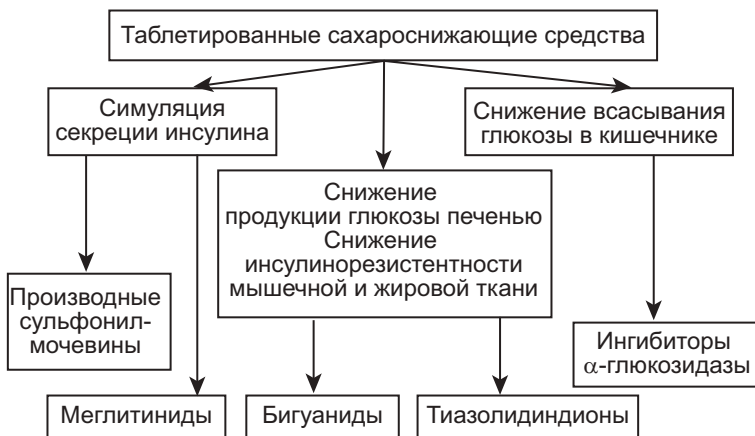 Таблетированные сахароснижающие средства
Симуляция
секреции инсулина
Снижение всасывания
глюкозы в кишечнике
Снижение
продукции глюкозы печенью
Снижение
инсулинорезистентности
мышечной и жировой ткани
Производные
сульфонил-
мочевины
Ингибиторы
α-глюкозидазы
Меглитиниды
Бигуаниды
Тиазолидиндионы